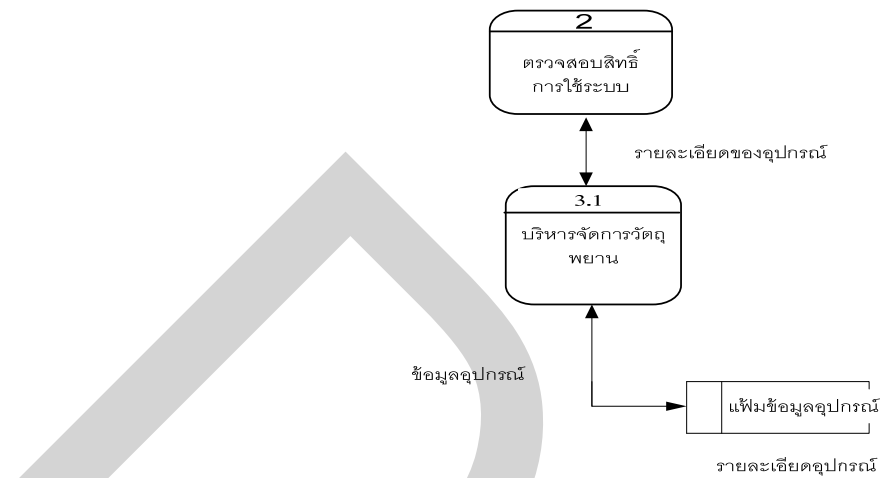 2
ตรวจสอบสิทธิ์
การใช้ระบบ
รายละเอียดของอุปกรณ์
3.1
บริหารจัดการวัตถุ
พยาน
ข้อมูลอุปกรณ์
แฟ้มข้อมูลอุปกรณ์
รายละเอียดอุปกรณ์